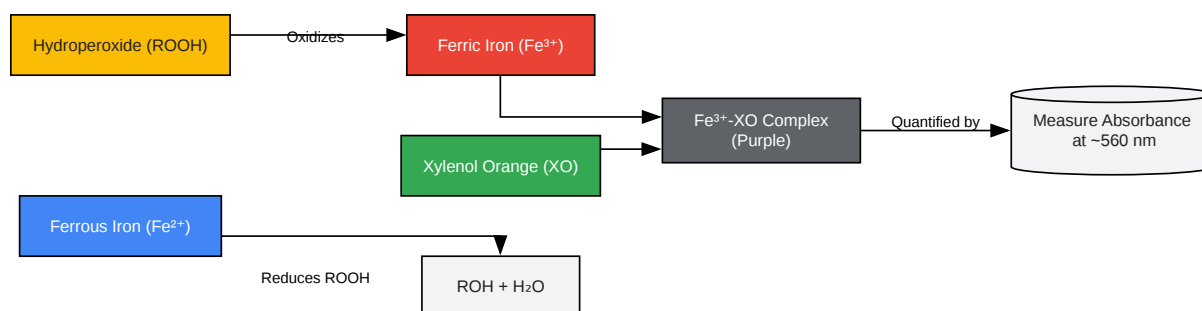 Hydroperoxide (ROOH)
Oxidizes
Ferric Iron (Fe³⁺)
Fe³⁺-XO Complex
(Purple)
Quantified by
Measure Absorbance
at ~560 nm
Xylenol Orange (XO)
Ferrous Iron (Fe²⁺)
Reduces ROOH
ROH + H₂O